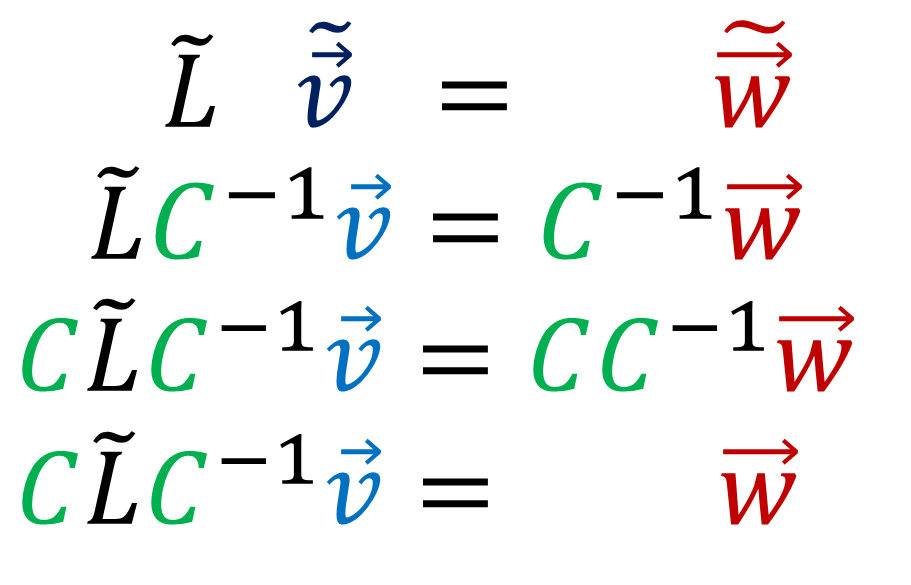 L̃ ṽ⃗ = w̃⃗
L̃C⁻¹v⃗ = C⁻¹w⃗
CL̃C⁻¹v⃗ = CC⁻¹w⃗
CL̃C⁻¹v⃗ = w⃗